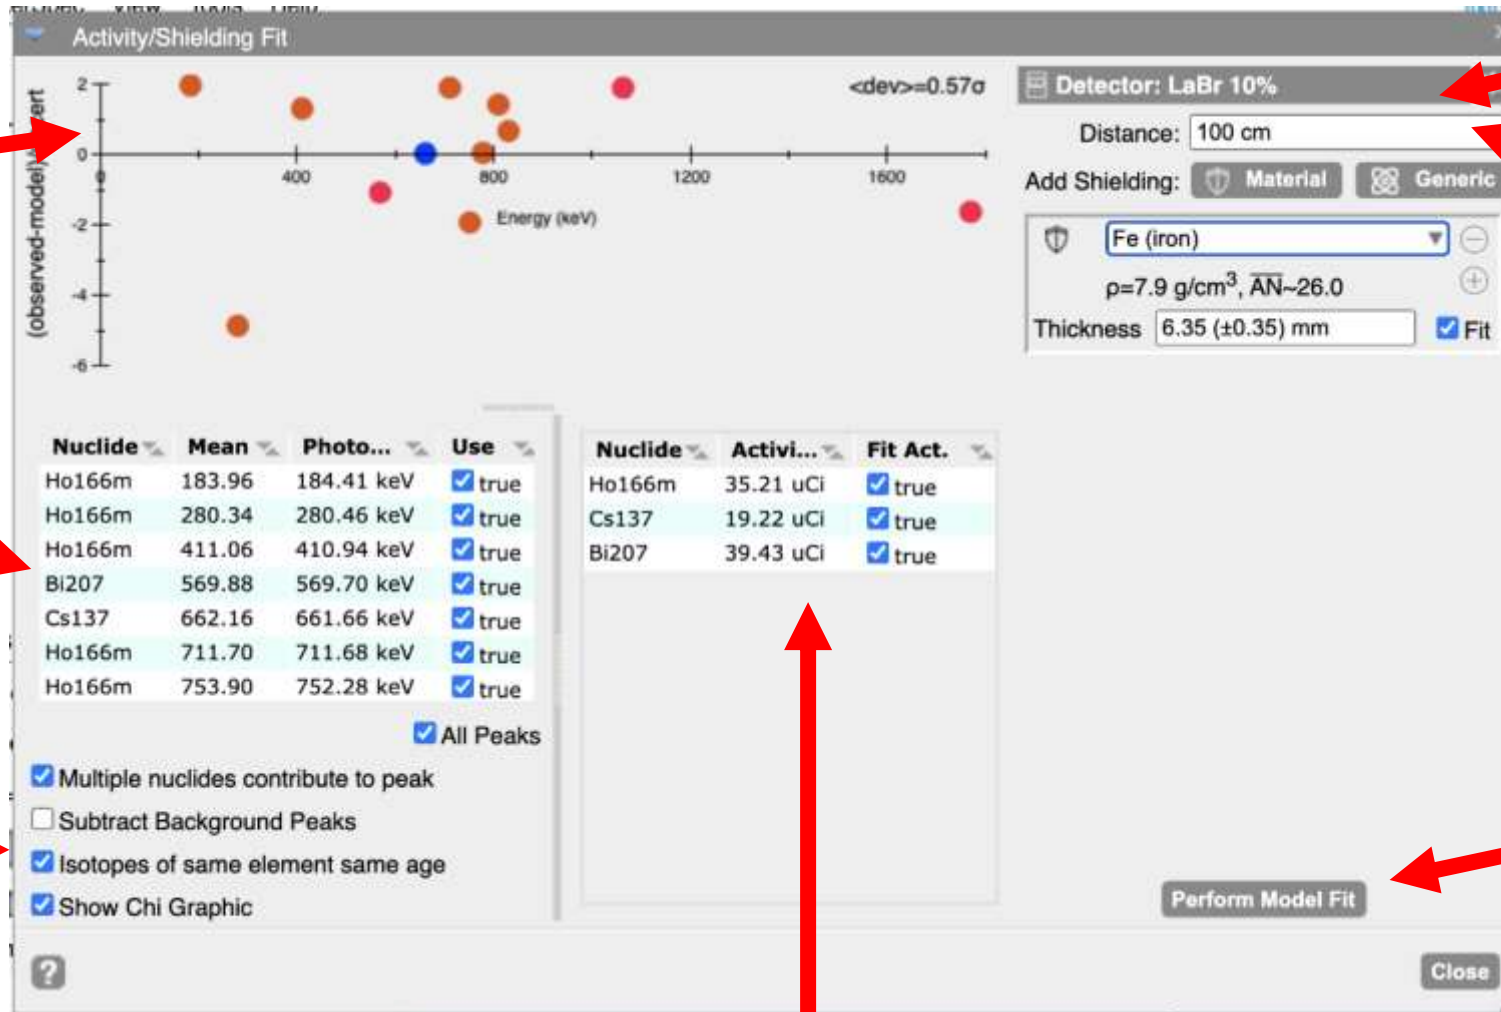 View Tools Help
Activity/Shielding Fit
2
0
-2
-4
-6
(observed-model)
400
800
1200
1600
Energy (keV)
<dev>=0.57σ
Detector: LaBr 10%
Distance: 100 cm
Add Shielding: Material Generic
Fe (iron)
ρ=7.9 g/cm³, A̅N̅~26.0
Thickness 6.35 (±0.35) mm Fit
Nuclide Mean Photo... Use
Ho166m 183.96 184.41 keV true
Ho166m 280.34 280.46 keV true
Ho166m 411.06 410.94 keV true
Bi207 569.88 569.70 keV true
Cs137 662.16 661.66 keV true
Ho166m 711.70 711.68 keV true
Ho166m 753.90 752.28 keV true
All Peaks
Multiple nuclides contribute to peak
Subtract Background Peaks
Isotopes of same element same age
Show Chi Graphic
Nuclide Activi... Fit Act.
Ho166m 35.21 uCi true
Cs137 19.22 uCi true
Bi207 39.43 uCi true
Perform Model Fit
?
Close